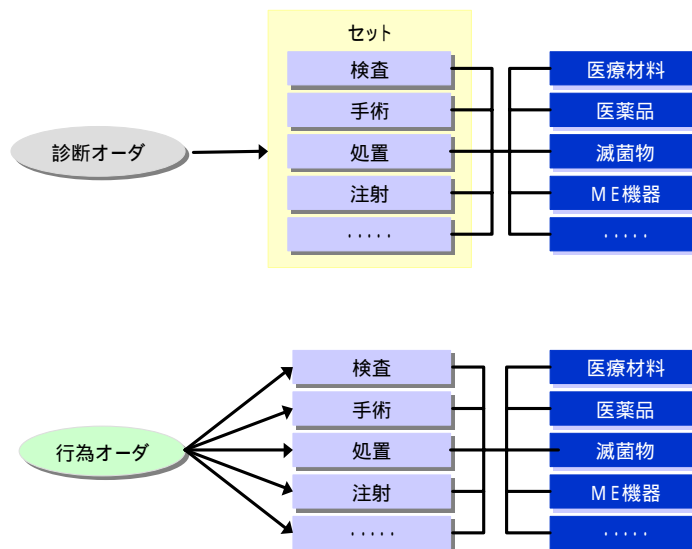 セット
検査
医療材料
手術
医薬品
診断オーダ
処置
滅菌物
注射
ＭＥ機器
・・・・・
・・・・・
検査
医療材料
手術
医薬品
行為オーダ
処置
滅菌物
注射
ＭＥ機器
・・・・・
・・・・・